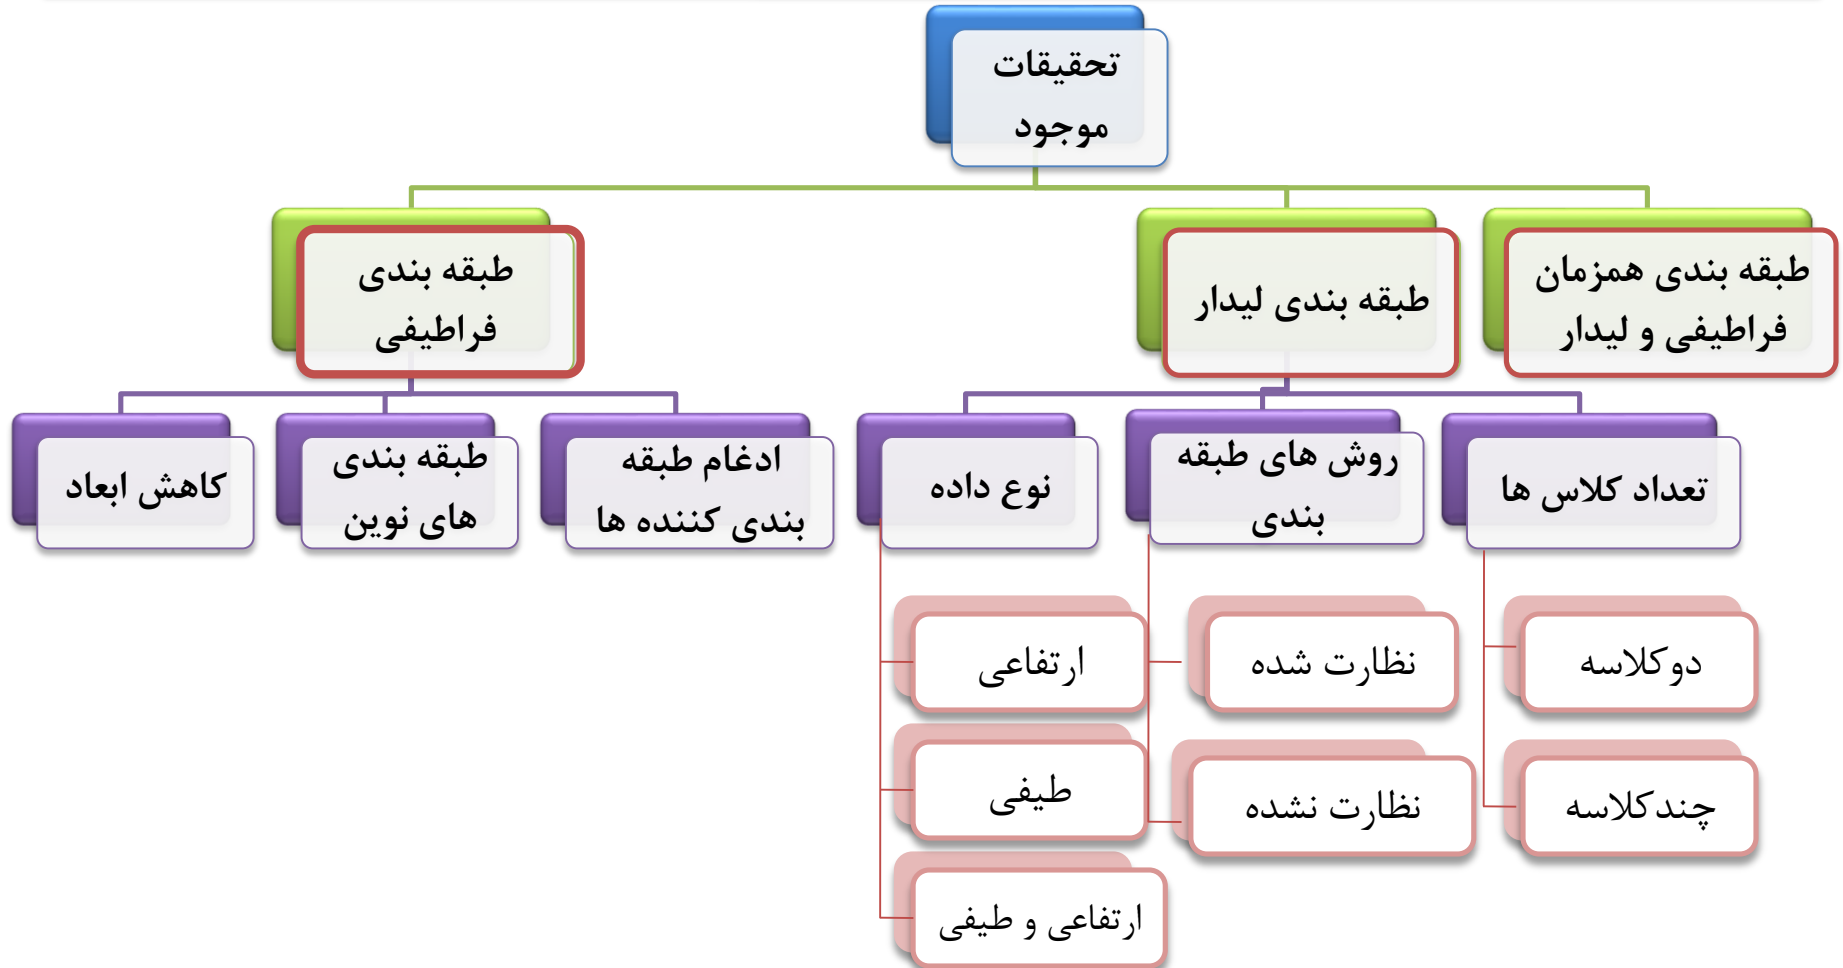 تحقیقات
موجود
طبقه بندی همزمان
فراطیفی و لیدار
طبقه بندی لیدار
طبقه بندی
فراطیفی
تعداد کلاس ها
روش های طبقه
بندی
نوع داده
ادغام طبقه
بندی کننده ها
طبقه بندی
های نوین
کاهش ابعاد
دوکلاسه
چندکلاسه
نظارت شده
نظارت نشده
ارتفاعی
طیفی
ارتفاعی و طیفی